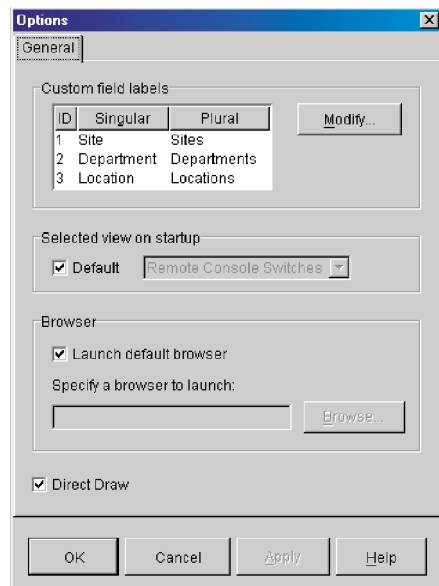 Options
General
Custom field labels
ID Singular Plural
1 Site Sites
2 Department Departments
3 Location Locations
Modify...
Selected view on startup
Default Remote Console Switches
Browser
Launch default browser
Specify a browser to launch:
Browse...
Direct Draw
OK Cancel Apply Help